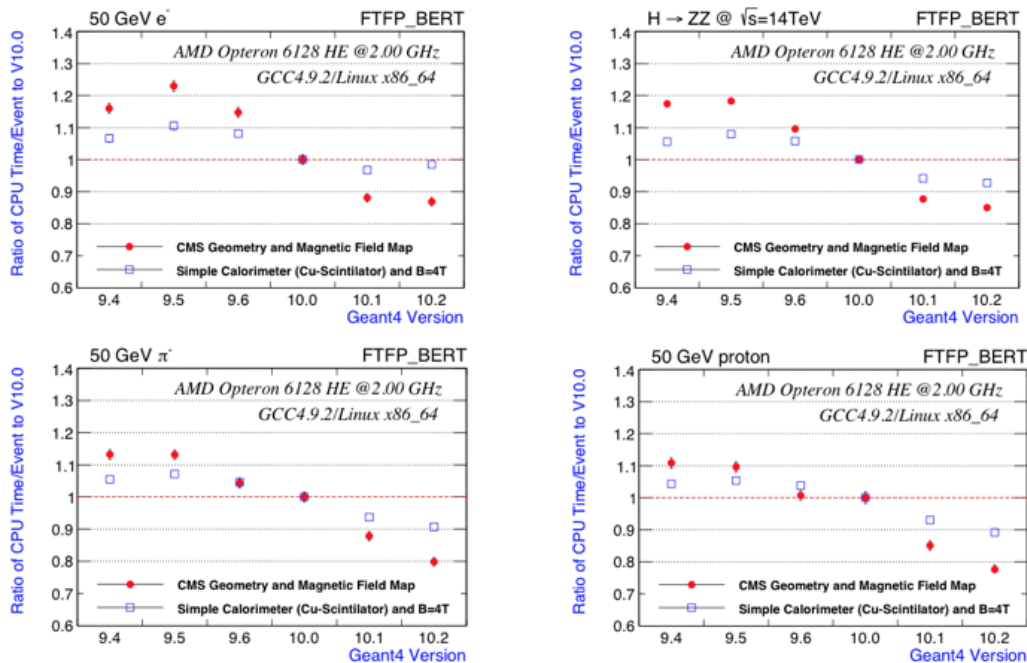 50 GeV e- FTFP_BERT
AMD Opteron 6128 HE @2.00 GHz
GCC4.9.2/Linux x86_64
Ratio of CPU Time/Event to V10.0
1.4
1.3
1.2
1.1
1
0.9
0.8
0.7
0.6
CMS Geometry and Magnetic Field Map
Simple Calorimeter (Cu-Scintilator) and B=4T
9.4 9.5 9.6 10.0 10.1 10.2
Geant4 Version
H → ZZ @ √s=14TeV FTFP_BERT
AMD Opteron 6128 HE @2.00 GHz
GCC4.9.2/Linux x86_64
Ratio of CPU Time/Event to V10.0
1.4
1.3
1.2
1.1
1
0.9
0.8
0.7
0.6
CMS Geometry and Magnetic Field Map
Simple Calorimeter (Cu-Scintilator) and B=4T
9.4 9.5 9.6 10.0 10.1 10.2
Geant4 Version
50 GeV π- FTFP_BERT
AMD Opteron 6128 HE @2.00 GHz
GCC4.9.2/Linux x86_64
Ratio of CPU Time/Event to V10.0
1.4
1.3
1.2
1.1
1
0.9
0.8
0.7
0.6
CMS Geometry and Magnetic Field Map
Simple Calorimeter (Cu-Scintilator) and B=4T
9.4 9.5 9.6 10.0 10.1 10.2
Geant4 Version
50 GeV proton FTFP_BERT
AMD Opteron 6128 HE @2.00 GHz
GCC4.9.2/Linux x86_64
Ratio of CPU Time/Event to V10.0
1.4
1.3
1.2
1.1
1
0.9
0.8
0.7
0.6
CMS Geometry and Magnetic Field Map
Simple Calorimeter (Cu-Scintilator) and B=4T
9.4 9.5 9.6 10.0 10.1 10.2
Geant4 Version